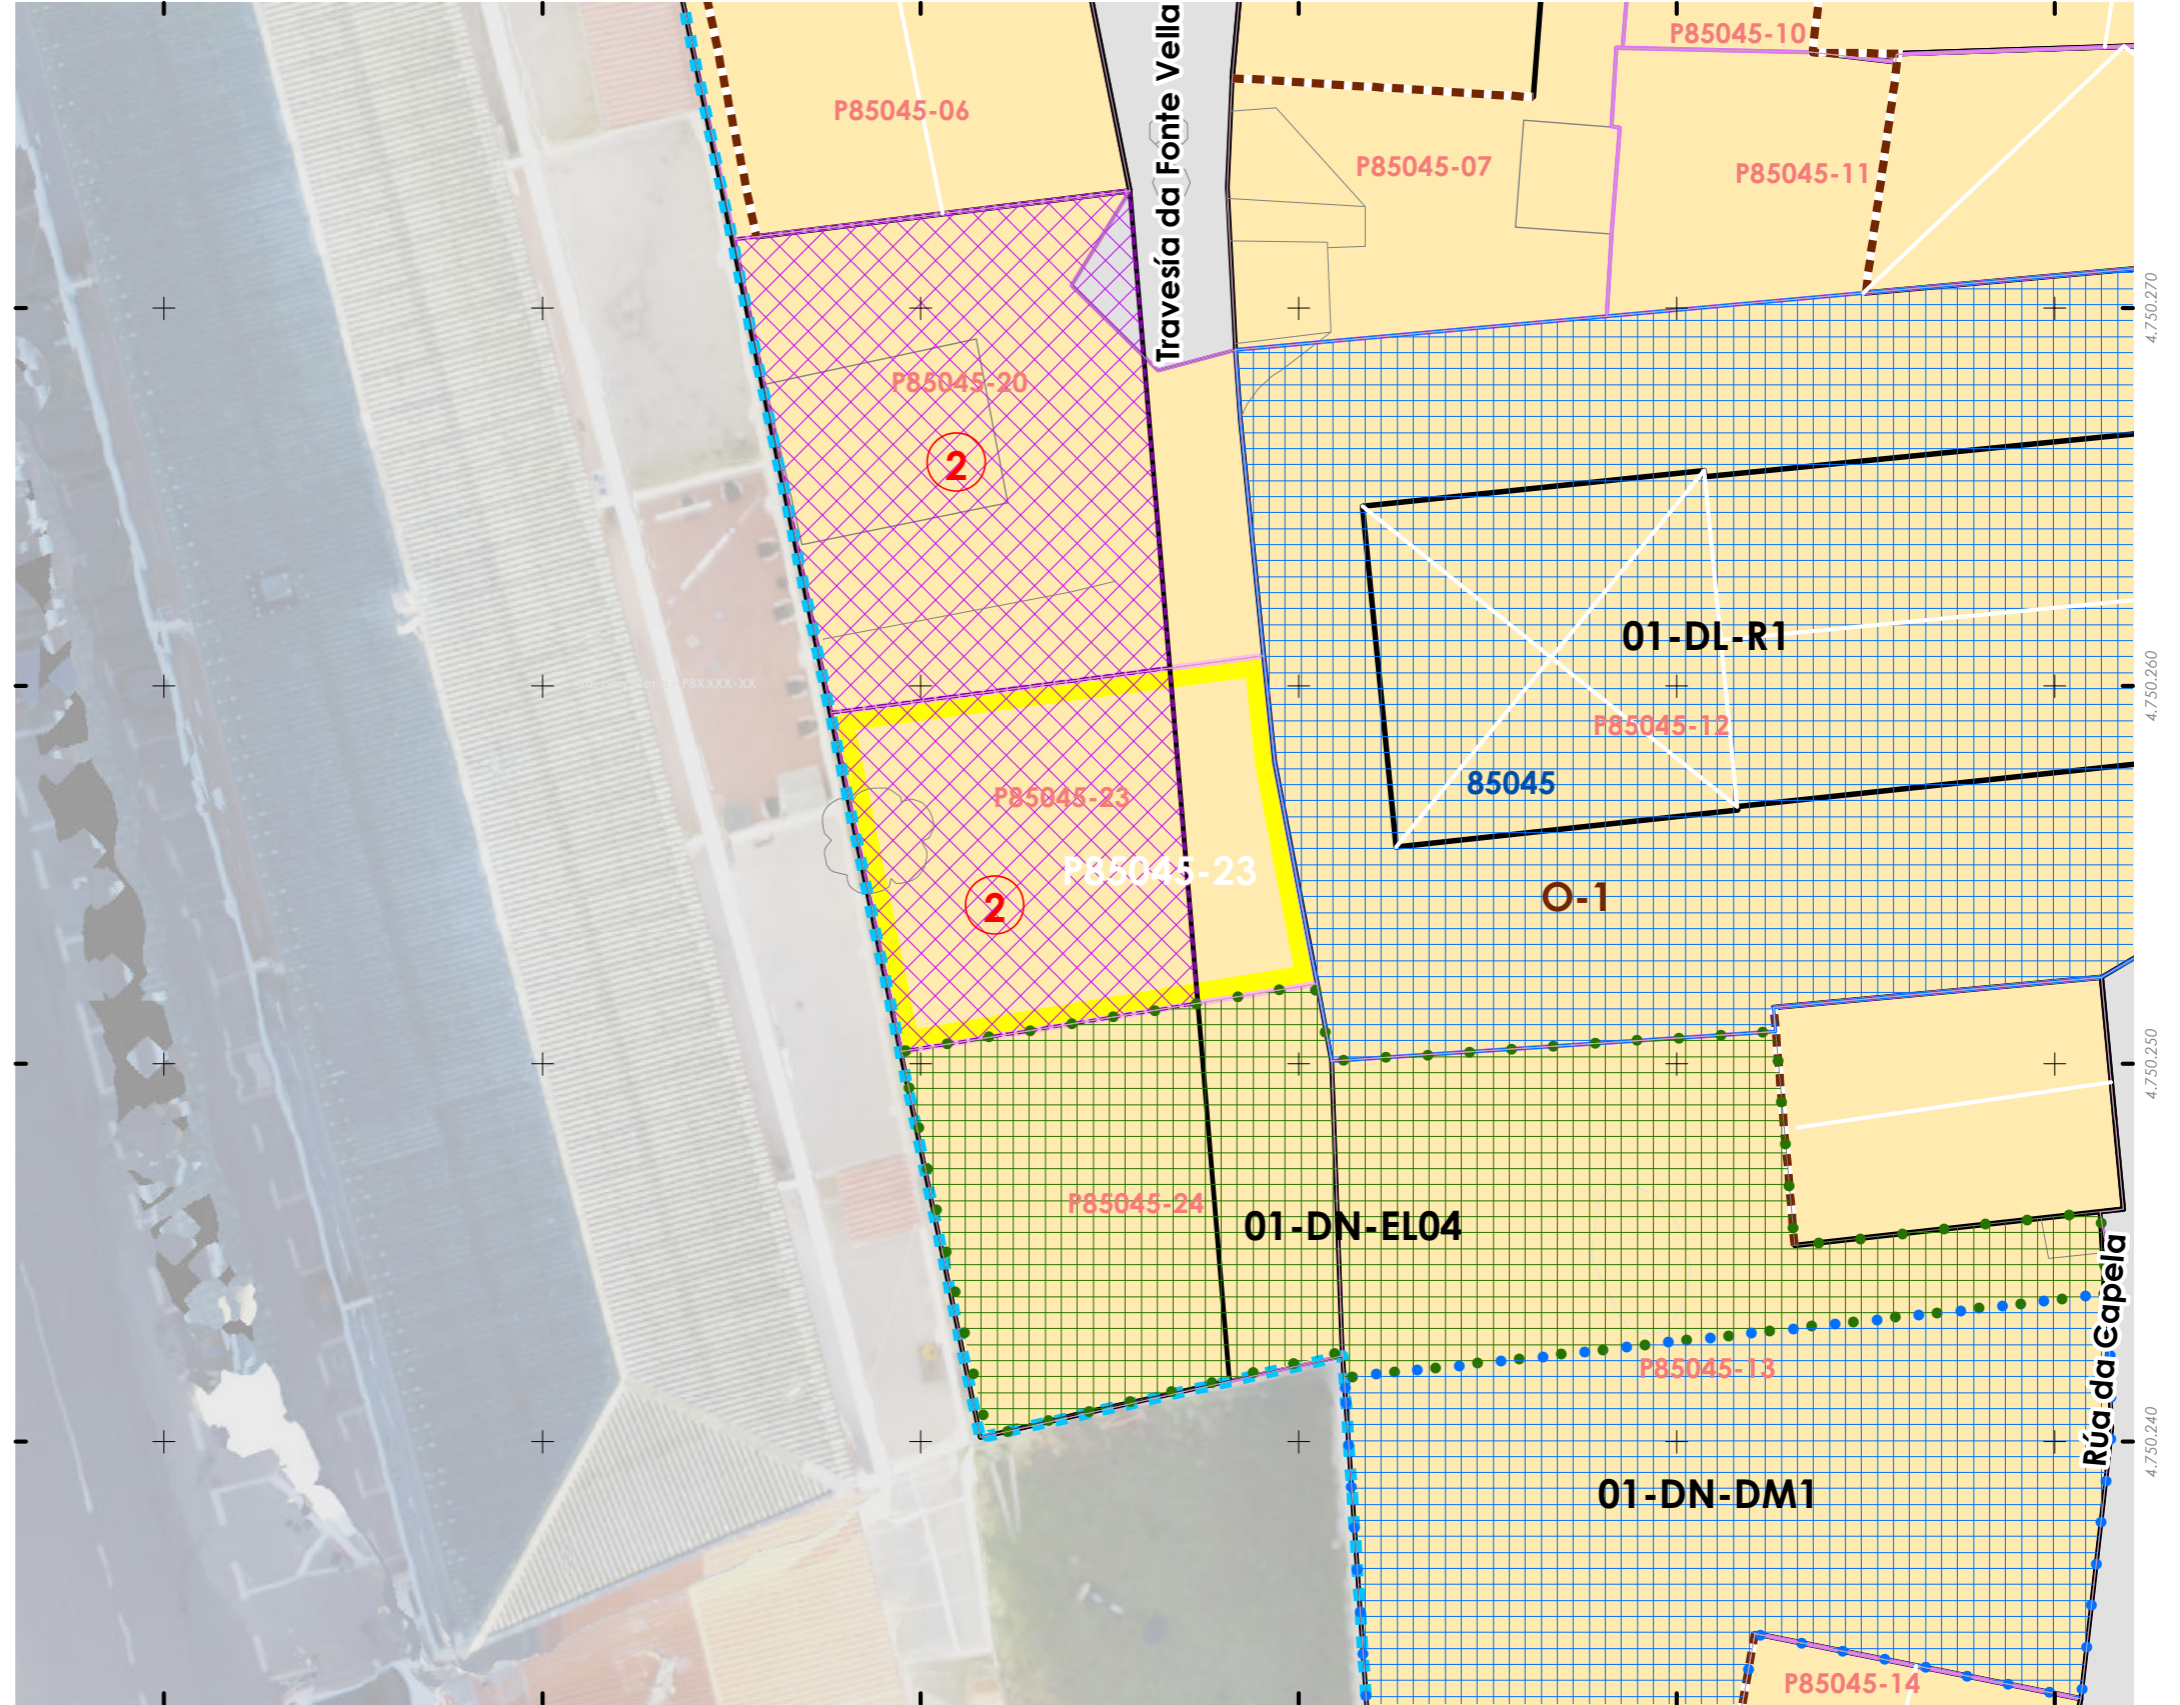 P85045-10
Travesía da Fonte Vella
P85045-06
P85045-07
P85045-11
4.750.270
P85045-20
2
01-DL-R1
4.750.260
P85045-12
85045
P85045-23
P85045-23
O-1
2
4.750.250
P85045-24
01-DN-EL04
Rúa da Capela
P85045-13
4.750.240
01-DN-DM1
P85045-14